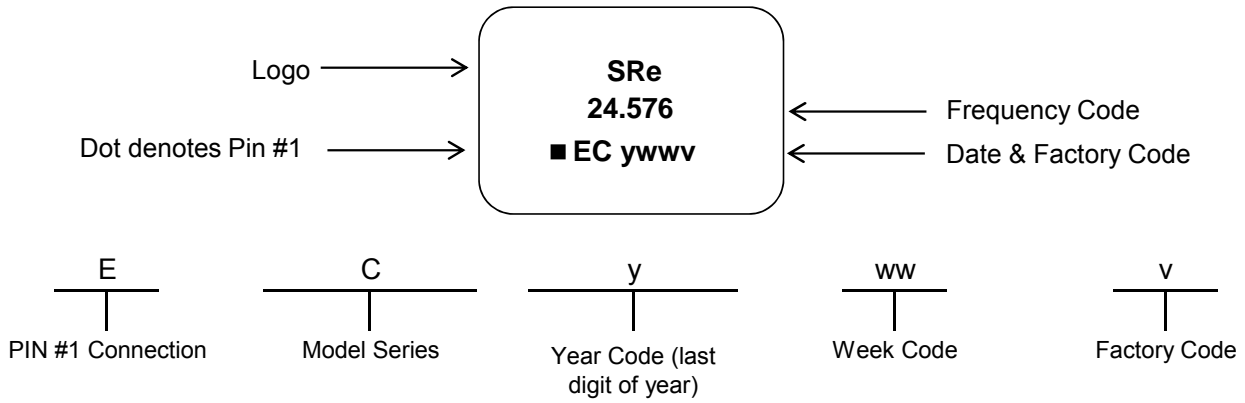 Logo
SRe
24.576
Frequency Code
Dot denotes Pin #1
■ EC ywwv
Date & Factory Code
E
C
y
ww
v
PIN #1 Connection
Model Series
Year Code (last
digit of year)
Week Code
Factory Code